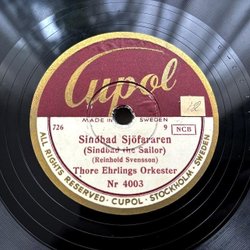 Cupol
MADE IN SWEDEN
726 9 NCB
Sindbad Sjöfararen
(Sindbad the Sailor)
(Reinhold Svensson)
Thore Ehrlings Orkester
Nr 4003
ALL RIGHTS RESERVED · CUPOL · STOCKHOLM · SWEDEN